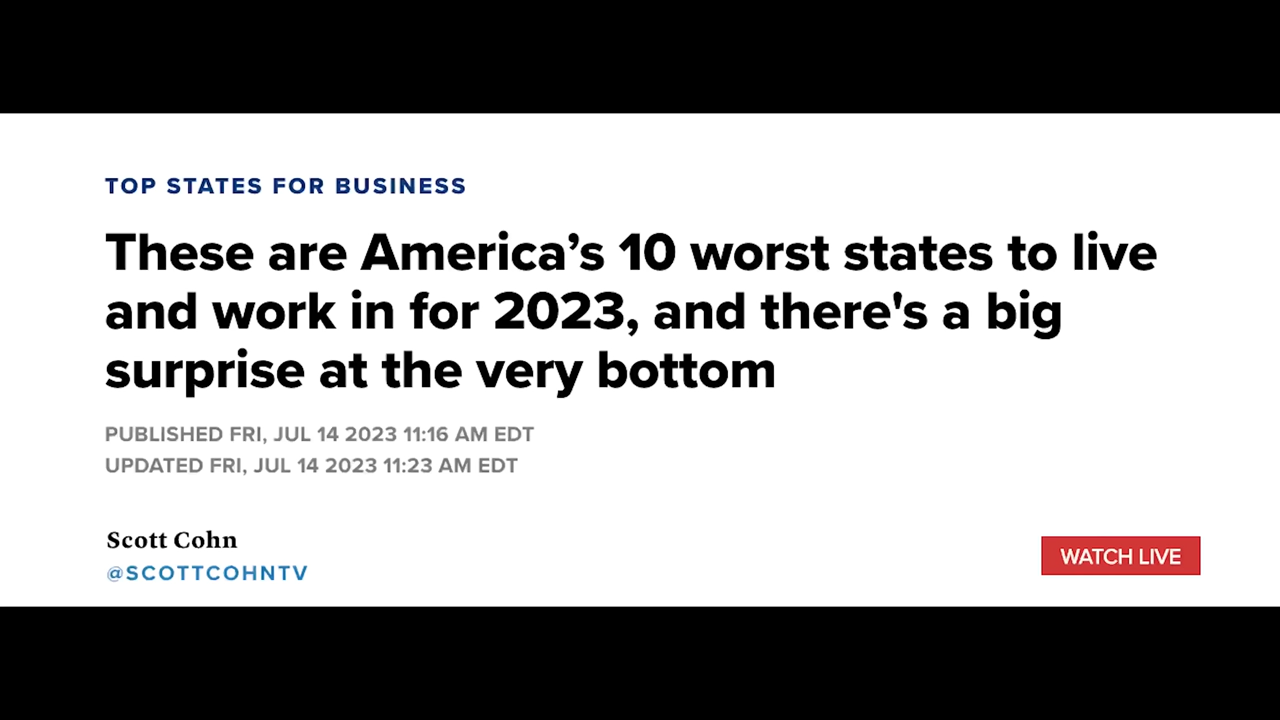 TOP STATES FOR BUSINESS
These are America’s 10 worst states to live
and work in for 2023, and there's a big
surprise at the very bottom
PUBLISHED FRI, JUL 14 2023 11:16 AM EDT
UPDATED FRI, JUL 14 2023 11:23 AM EDT
Scott Cohn
@SCOTTCOHNTV
WATCH LIVE